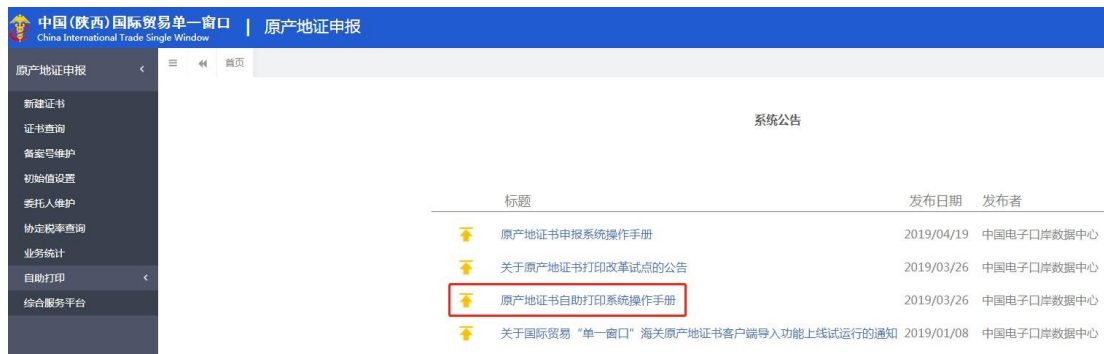 中国(陕西)国际贸易单一窗口 | 原产地证申报
China International Trade Single Window
原产地证申报
首页
新建证书
证书查询
备案号维护
初始值设置
委托人维护
协定税率查询
业务统计
自助打印
综合服务平台
系统公告
标题 发布日期 发布者
原产地证书申报系统操作手册 2019/04/19 中国电子口岸数据中心
关于原产地证书打印改革试点的公告 2019/03/26 中国电子口岸数据中心
原产地证书自助打印系统操作手册 2019/03/26 中国电子口岸数据中心
关于国际贸易“单一窗口”海关原产地证书客户端导入功能上线试运行的通知 2019/01/08 中国电子口岸数据中心